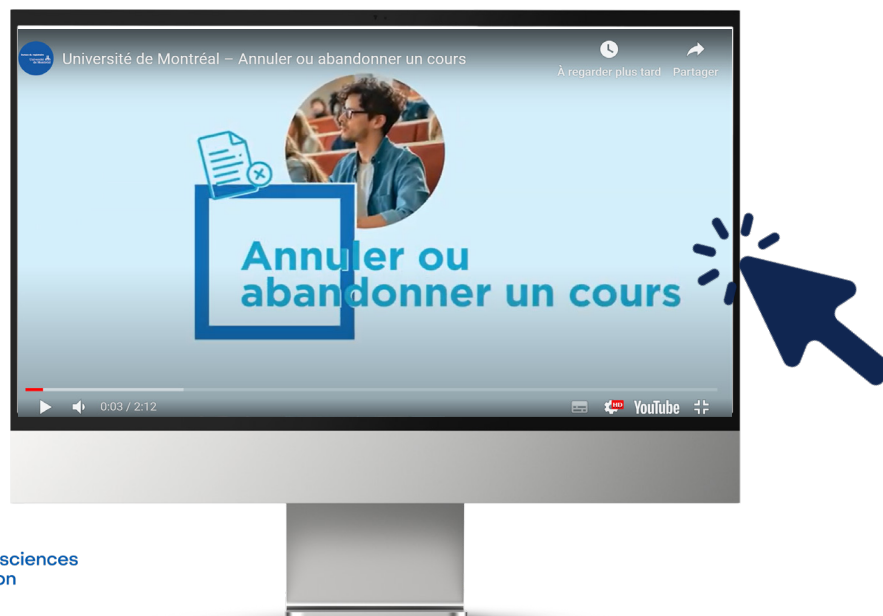 Université de Montréal – Annuler ou abandonner un cours
À regarder plus tard
Partager
Annuler ou
abandonner un cours
0:03 / 2:12
HD
YouTube
sciences
on